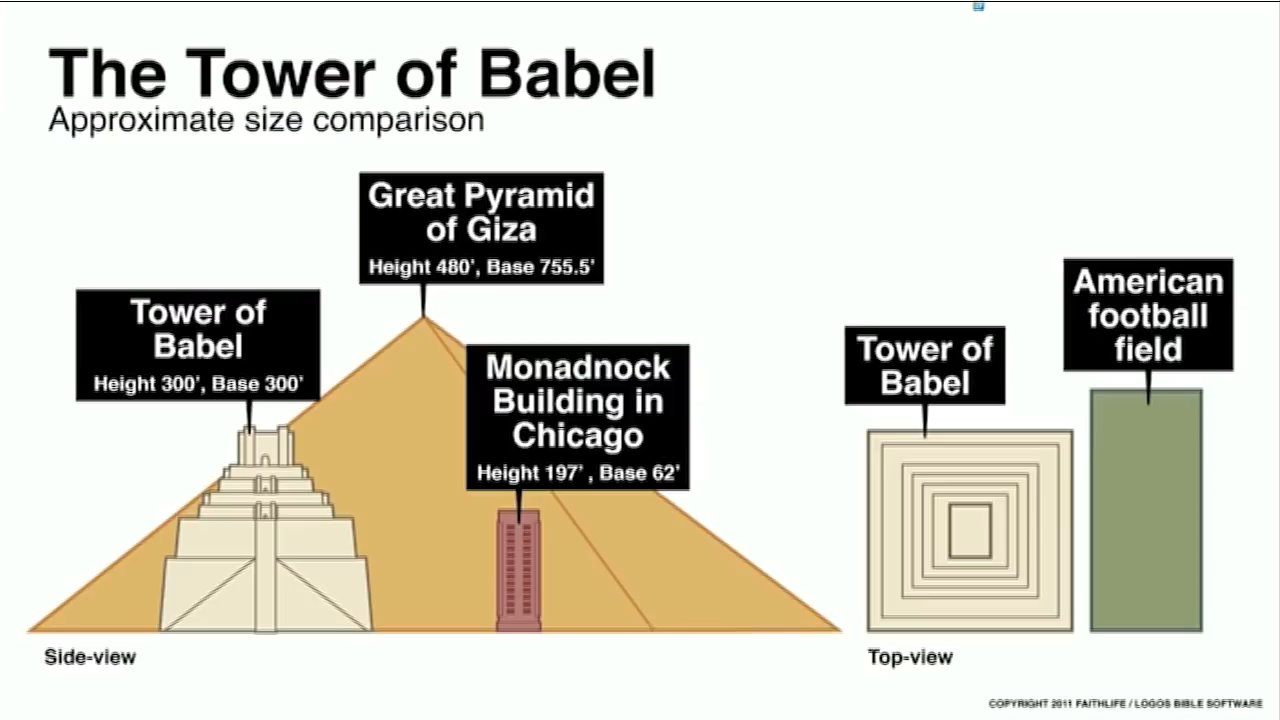 The Tower of Babel
Approximate size comparison
Great Pyramid
of Giza
Height 480', Base 755.5'
Tower of
Babel
Height 300', Base 300'
Monadnock
Building in
Chicago
Height 197' , Base 62'
Side-view
American
football
field
Tower of
Babel
Top-view
COPYRIGHT 2011 FAITHLIFE / LOGOS BIBLE SOFTWARE